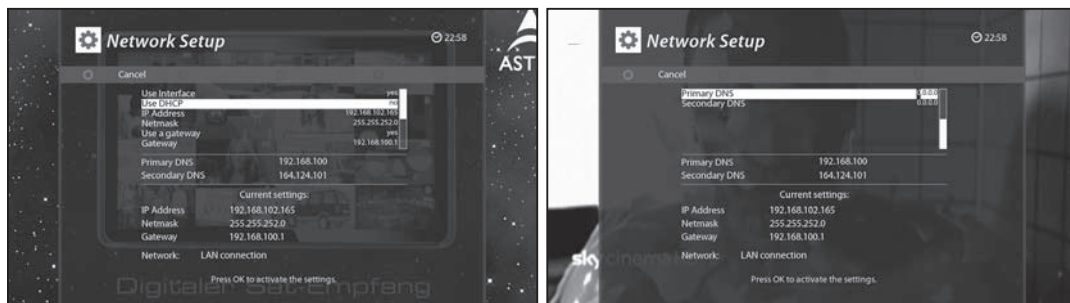 Network Setup
22:58
AST
Cancel
Use Interface yes
Use DHCP no
IP Address 192.168.102.165
Netmask 255.255.252.0
Use a gateway yes
Gateway 192.168.100.1
Primary DNS 192.168.100
Secondary DNS 164.124.101
Current settings:
IP Address 192.168.102.165
Netmask 255.255.252.0
Gateway 192.168.100.1
Network: LAN connection
Press OK to activate the settings.
Digitaler Sat-Empfang
Network Setup
22:58
Cancel
Primary DNS
Secondary DNS 0.0.0.0
Primary DNS 192.168.100
Secondary DNS 164.124.101
Current settings:
IP Address 192.168.102.165
Netmask 255.255.252.0
Gateway 192.168.100.1
Network: LAN connection
sky cinema
Press OK to activate the settings.